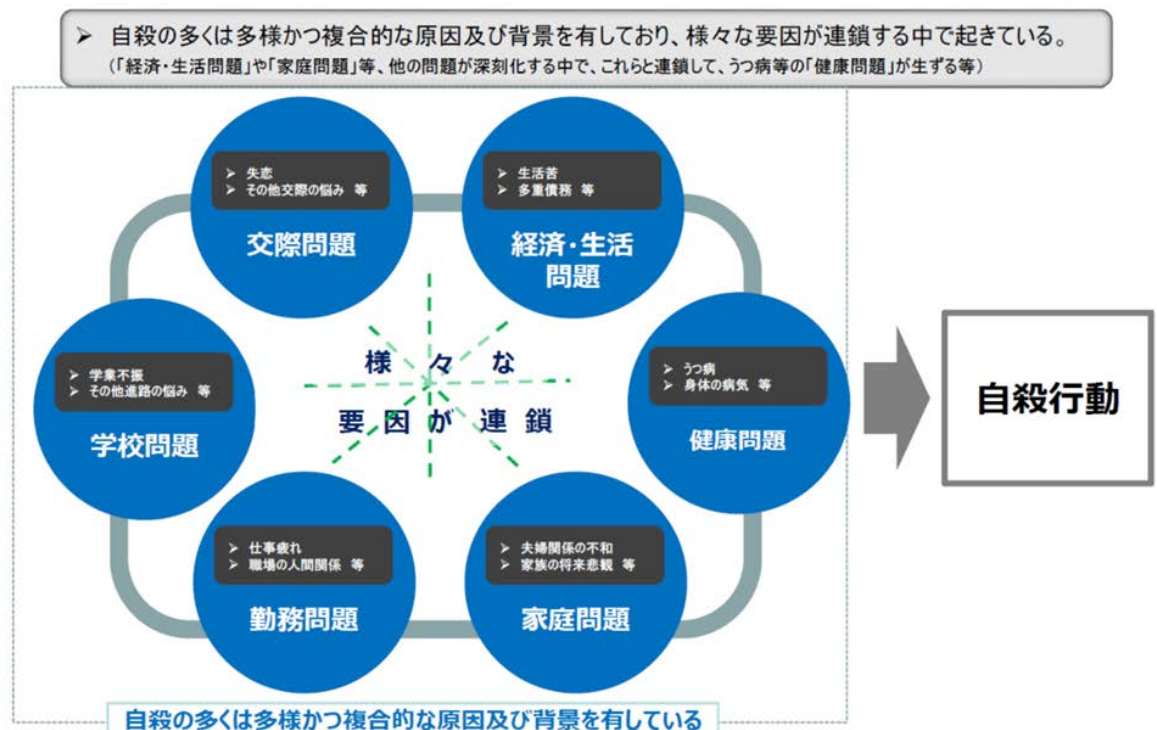 ➢ 自殺の多くは多様かつ複合的な原因及び背景を有しており、様々な要因が連鎖する中で起きている。
(「経済・生活問題」や「家庭問題」等、他の問題が深刻化する中で、これらと連鎖して、うつ病等の「健康問題」が生ずる等)
➢ 失恋
➢ その他交際の悩み 等
交際問題
➢ 生活苦
➢ 多重債務 等
経済・生活
問題
➢ 学業不振
➢ その他進路の悩み 等
学校問題
様々な
要因が連鎖
➢ うつ病
➢ 身体の病気 等
健康問題
自殺行動
➢ 仕事疲れ
➢ 職場の人間関係 等
勤務問題
➢ 夫婦関係の不和
➢ 家族の将来悲観 等
家庭問題
自殺の多くは多様かつ複合的な原因及び背景を有している